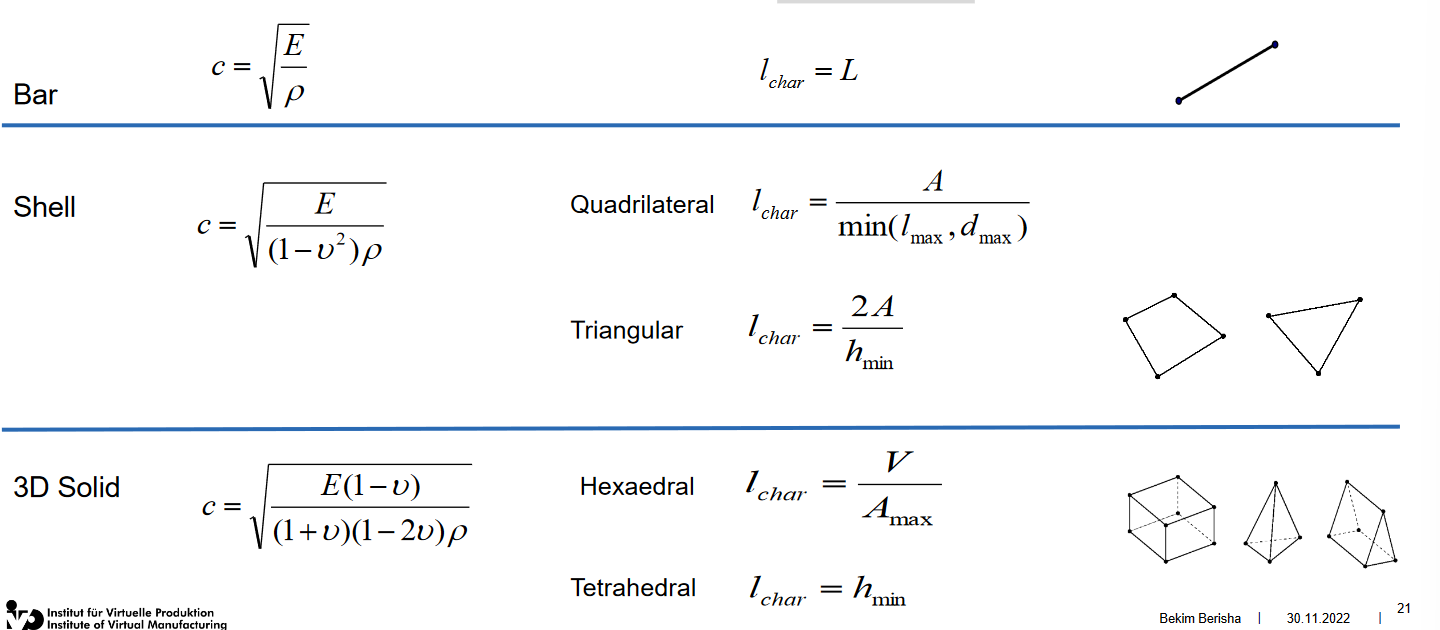 Bar c = √(E/ρ) l_char = L
Shell c = √(E/((1−υ²)ρ)) Quadrilateral l_char = A/min(l_max, d_max)
Triangular l_char = 2A/h_min
3D Solid c = √(E(1−υ)/((1+υ)(1−2υ)ρ)) Hexaedral l_char = V/A_max
Tetrahedral l_char = h_min
Institut für Virtuelle Produktion
Institute of Virtual Manufacturing
Bekim Berisha | 30.11.2022 | 21